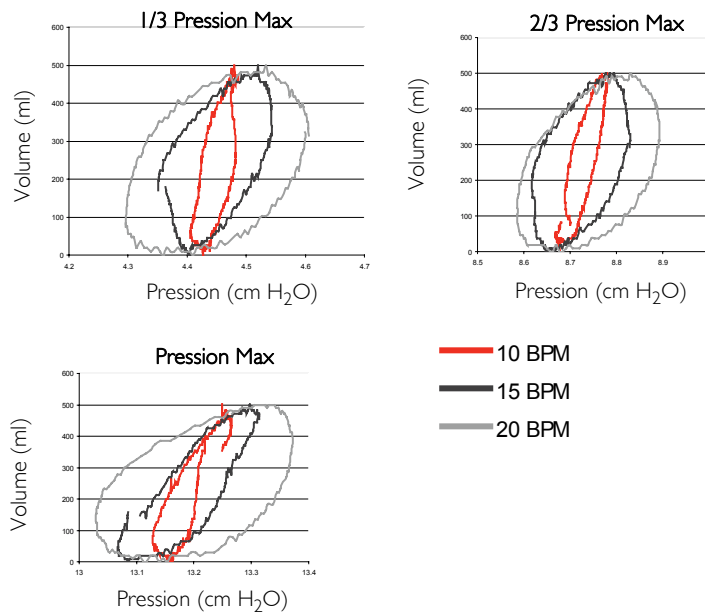 1/3 Pression Max
Volume (ml)
600
500
400
300
200
100
0
4.2 4.3 4.4 4.5 4.6 4.7
Pression (cm H₂O)
2/3 Pression Max
Volume (ml)
600
500
400
300
200
100
0
8.5 8.6 8.7 8.8 8.9
Pression (cm H₂O)
Pression Max
Volume (ml)
600
500
400
300
200
100
0
13 13.1 13.2 13.3 13.4
Pression (cm H₂O)
10 BPM
15 BPM
20 BPM